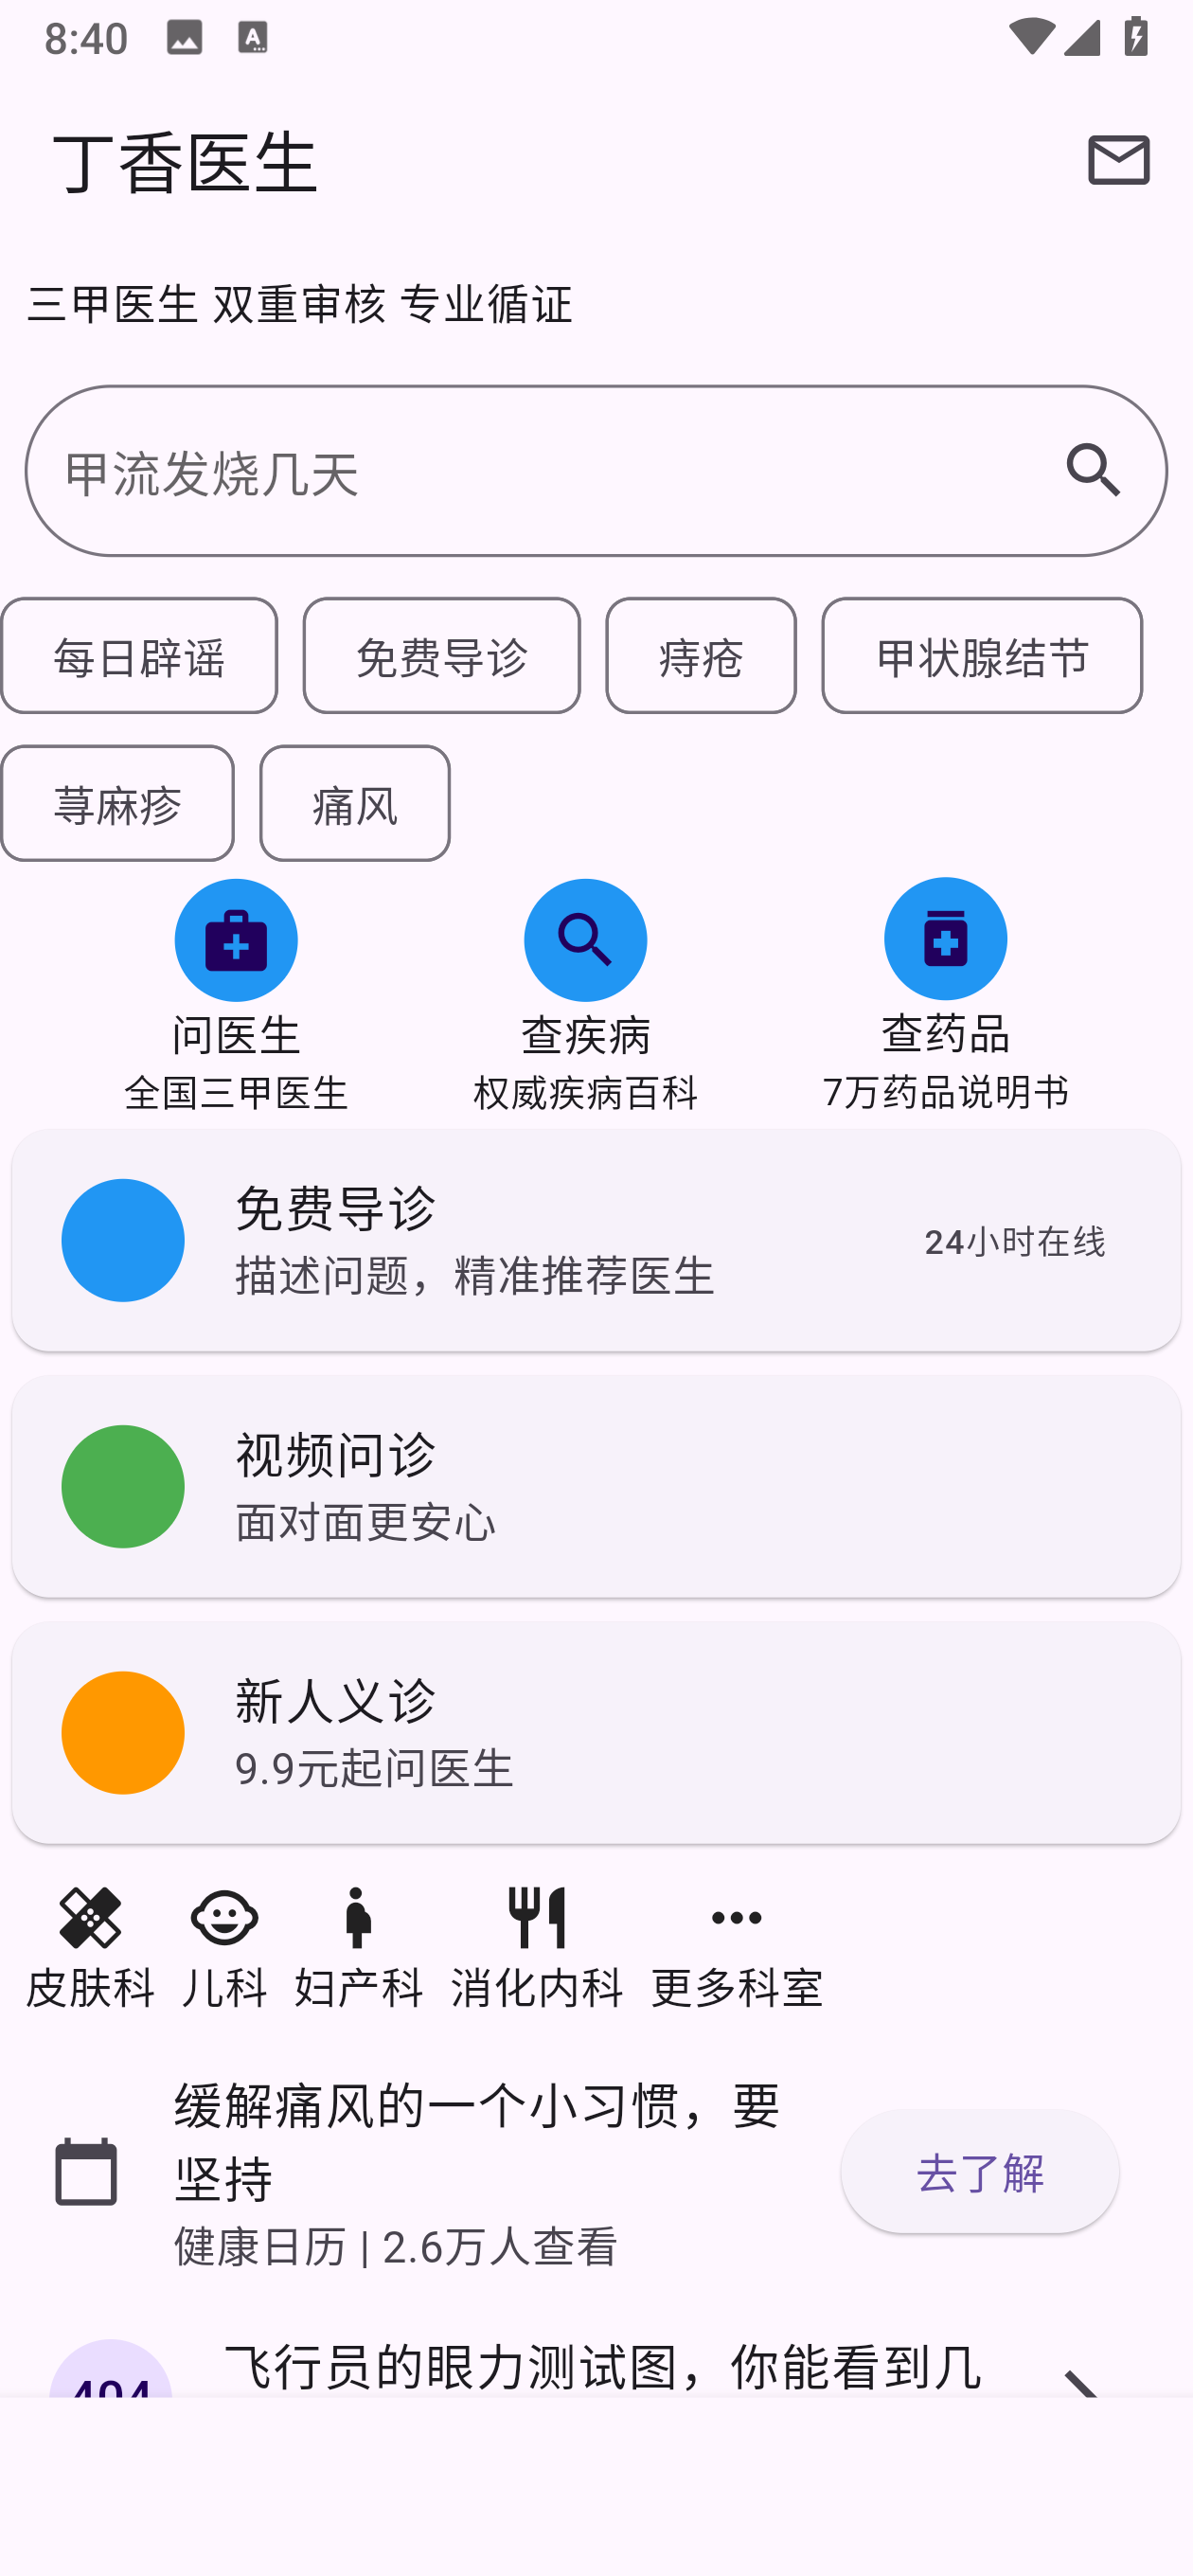 8:40
丁香医生
三甲医生 双重审核 专业循证
甲流发烧几天
每日辟谣 免费导诊 痔疮 甲状腺结节
荨麻疹 痛风
问医生 查疾病 查药品
全国三甲医生 权威疾病百科 7万药品说明书
免费导诊
描述问题，精准推荐医生
24小时在线
视频问诊
面对面更安心
新人义诊
9.9元起问医生
皮肤科 儿科 妇产科 消化内科 更多科室
缓解痛风的一个小习惯，要
坚持
健康日历 | 2.6万人查看
去了解
飞行员的眼力测试图，你能看到几
404